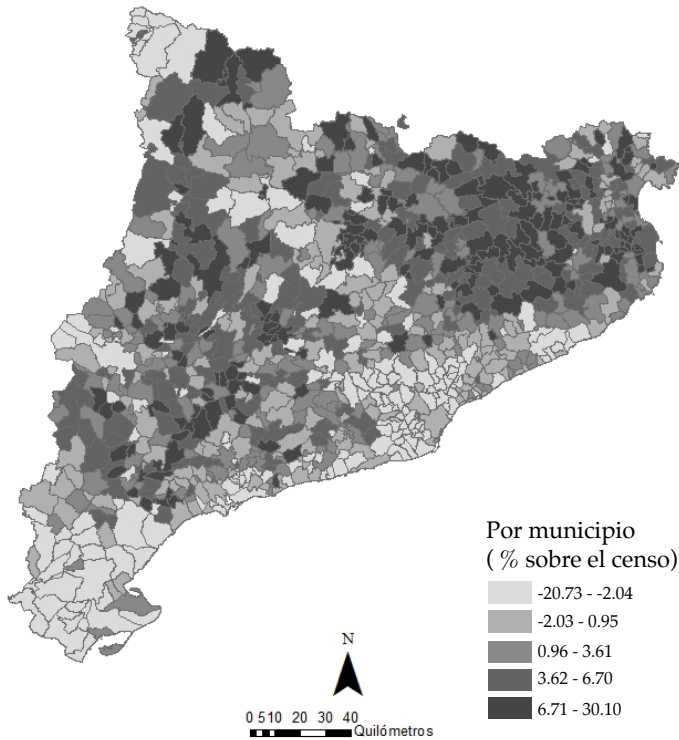 Por municipio
( % sobre el censo)
-20.73 - -2.04
-2.03 - 0.95
0.96 - 3.61
3.62 - 6.70
6.71 - 30.10
N
0 5 10 20 30 40
Quilómetros